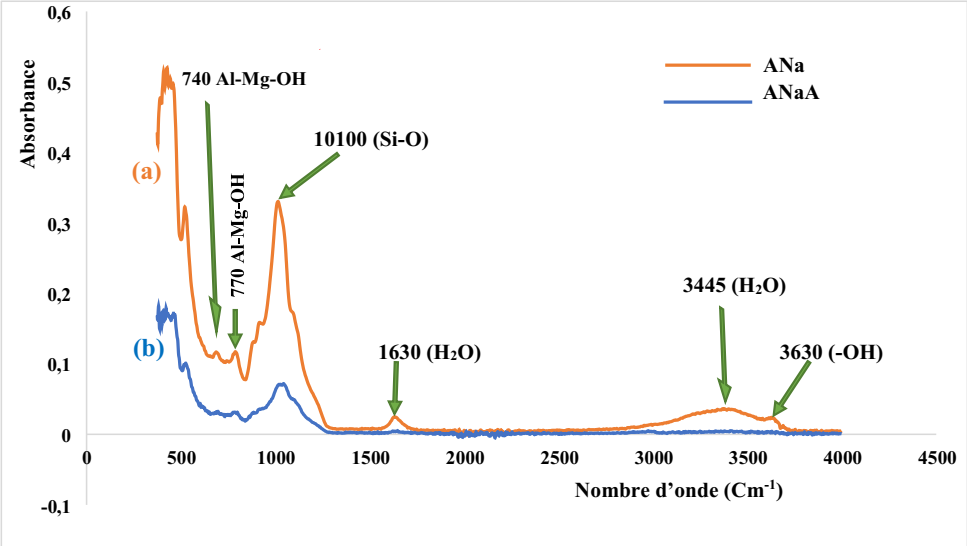 0,6
0,5
0,4
0,3
0,2
0,1
0
-0,1
Absorbance
740 Al-Mg-OH
770 Al-Mg-OH
10100 (Si-O)
1630 (H₂O)
3445 (H₂O)
3630 (-OH)
ANa
ANaA
(a)
(b)
0 500 1000 1500 2000 2500 3000 3500 4000 4500
Nombre d’onde (Cm⁻¹)